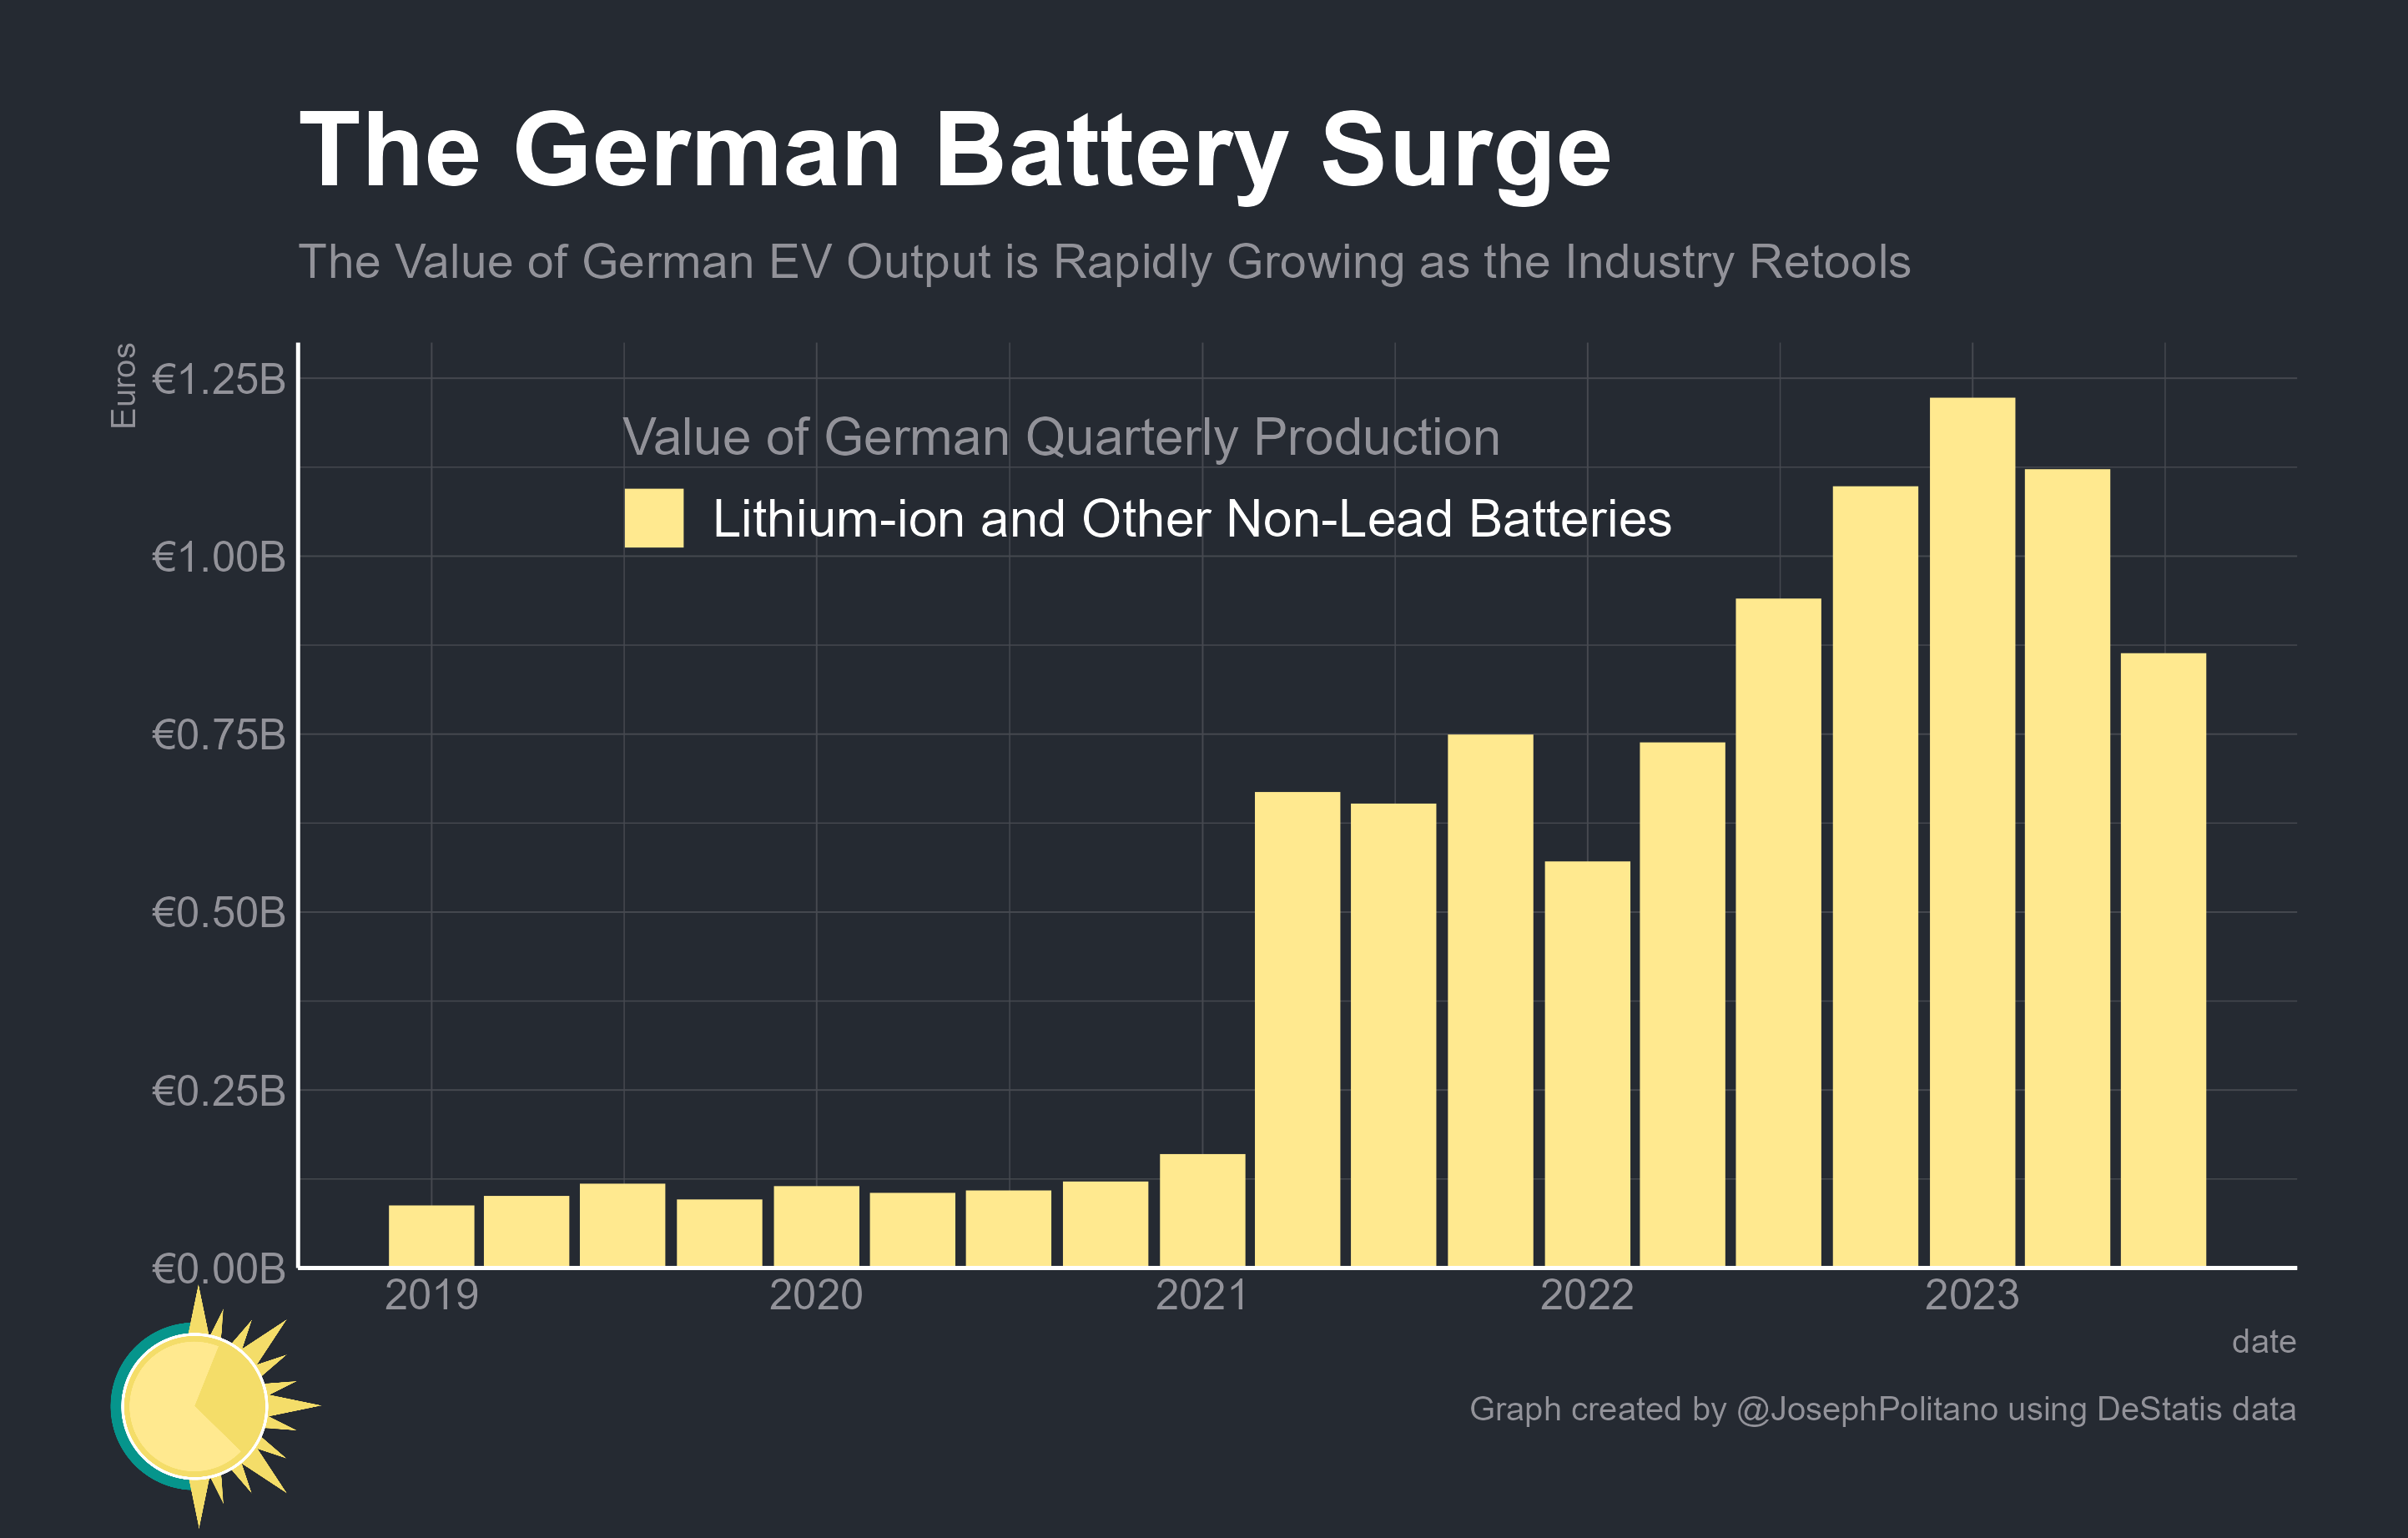 The German Battery Surge
The Value of German EV Output is Rapidly Growing as the Industry Retools
Euros
€1.25B
€1.00B
€0.75B
€0.50B
€0.25B
€0.00B
Value of German Quarterly Production
Lithium-ion and Other Non-Lead Batteries
2019 2020 2021 2022 2023
date
Graph created by @JosephPolitano using DeStatis data